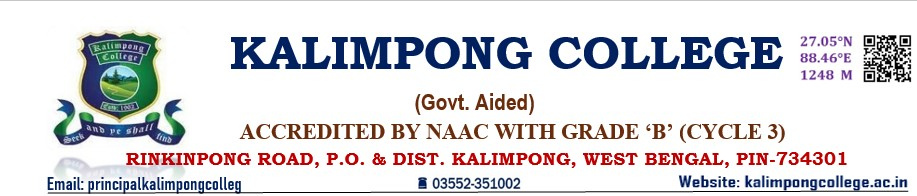 Kalimpong
College
Estd: 1962
Seek and ye shall find
KALIMPONG COLLEGE
27.05°N
88.46°E
1248 M
(Govt. Aided)
ACCREDITED BY NAAC WITH GRADE ‘B’ (CYCLE 3)
RINKINPONG ROAD, P.O. & DIST. KALIMPONG, WEST BENGAL, PIN-734301
Email: principalkalimpongcolleg
03552-351002
Website: kalimpongcollege.ac.in